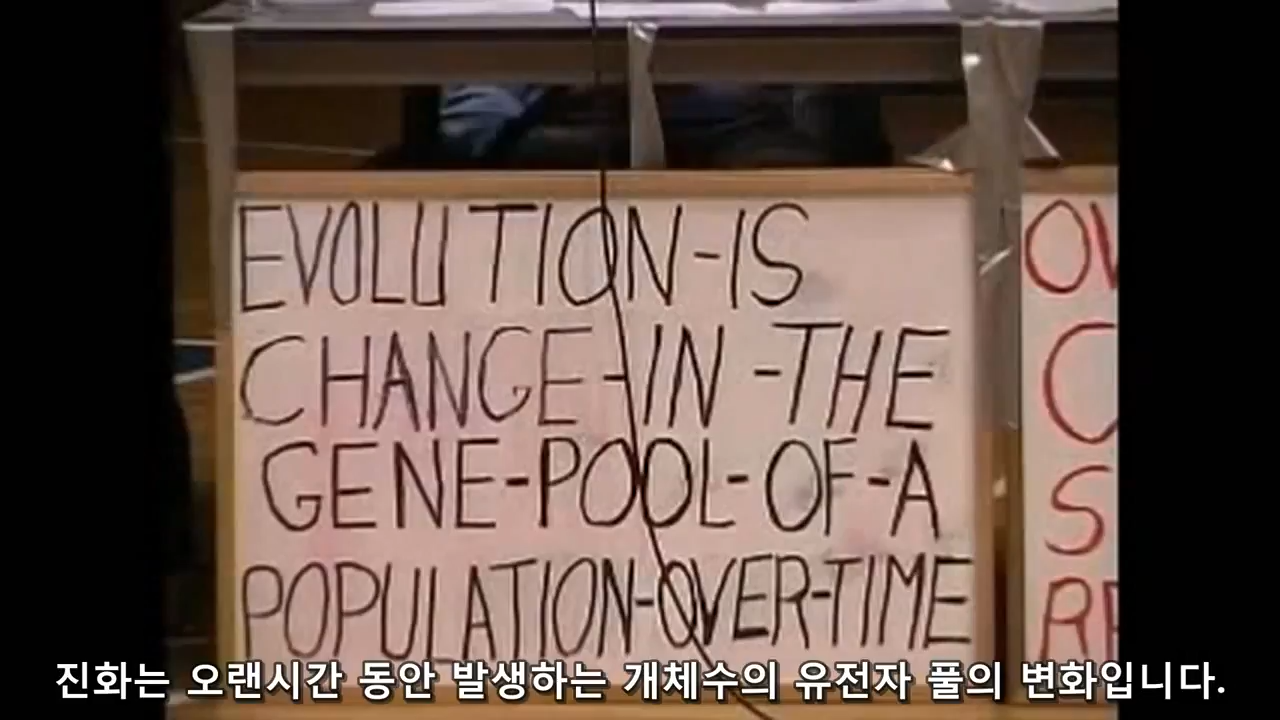 EVOLUTION-IS
CHANGE-IN-THE
GENE-POOL-OF-A
POPULATION-OVER-TIME
진화는 오랜시간 동안 발생하는 개체수의 유전자 풀의 변화입니다.